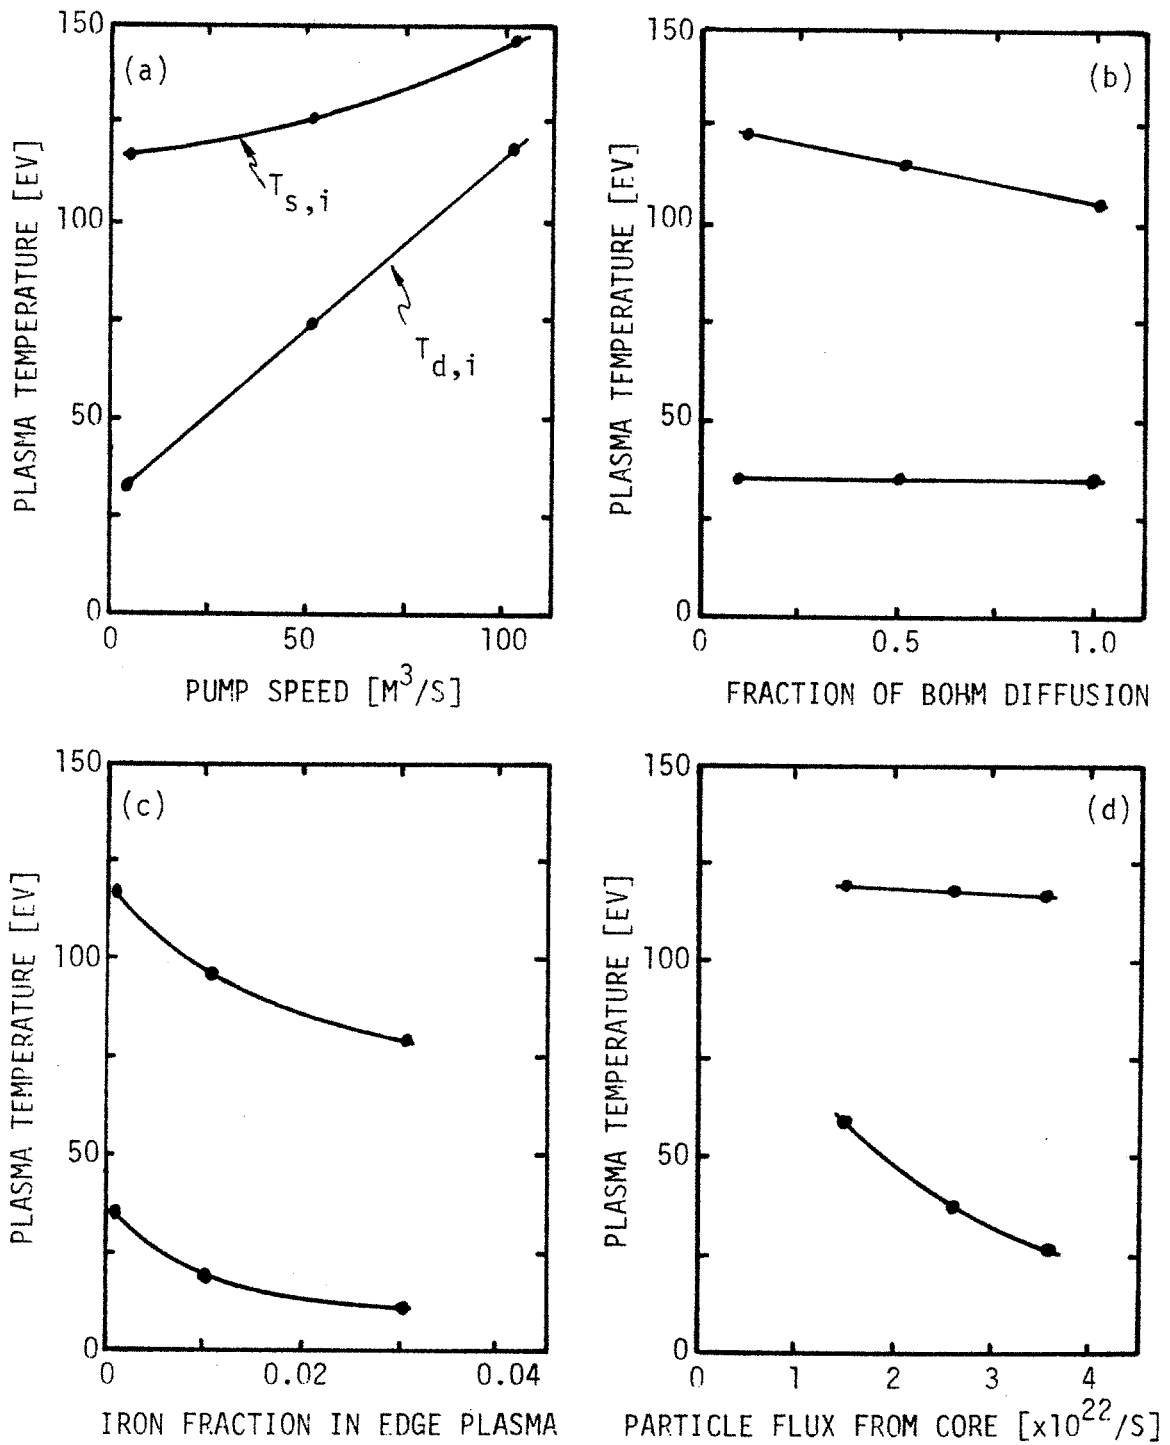 150
(a)
PLASMA TEMPERATURE [EV]
T_s,i
100
T_d,i
50
0
0 50 100
PUMP SPEED [M^3/S]
150
(b)
PLASMA TEMPERATURE [EV]
100
50
0
0 0.5 1.0
FRACTION OF BOHM DIFFUSION
150
(c)
PLASMA TEMPERATURE [EV]
100
50
0
0 0.02 0.04
IRON FRACTION IN EDGE PLASMA
150
(d)
PLASMA TEMPERATURE [EV]
100
50
0
0 1 2 3 4
PARTICLE FLUX FROM CORE [x10^22/S]